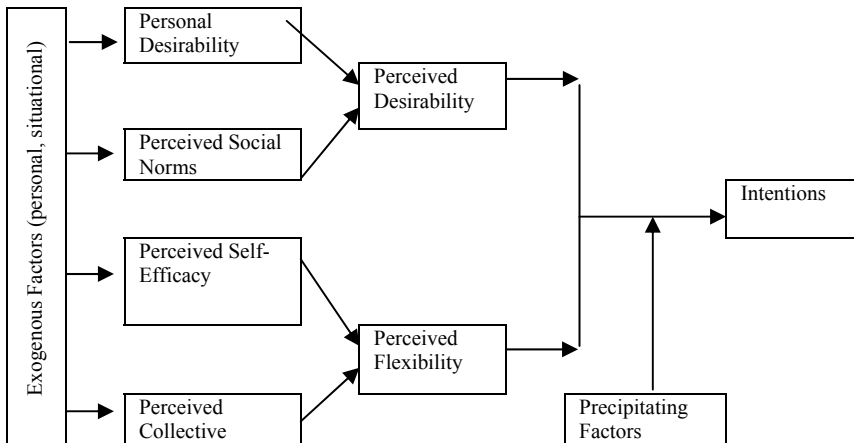 Exogenous Factors (personal, situational)
Personal
Desirability
Perceived Social
Norms
Perceived Self-
Efficacy
Perceived
Collective
Perceived
Desirability
Perceived
Flexibility
Intentions
Precipitating
Factors